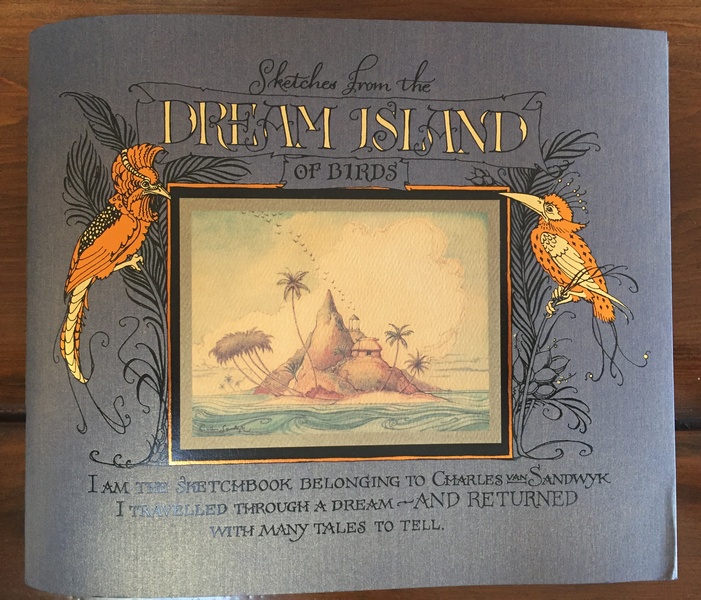 Sketches from the
DREAM ISLAND
OF BIRDS
I AM THE SKETCHBOOK BELONGING TO CHARLES VAN SANDWYK
I TRAVELLED THROUGH A DREAM ~ AND RETURNED
WITH MANY TALES TO TELL.